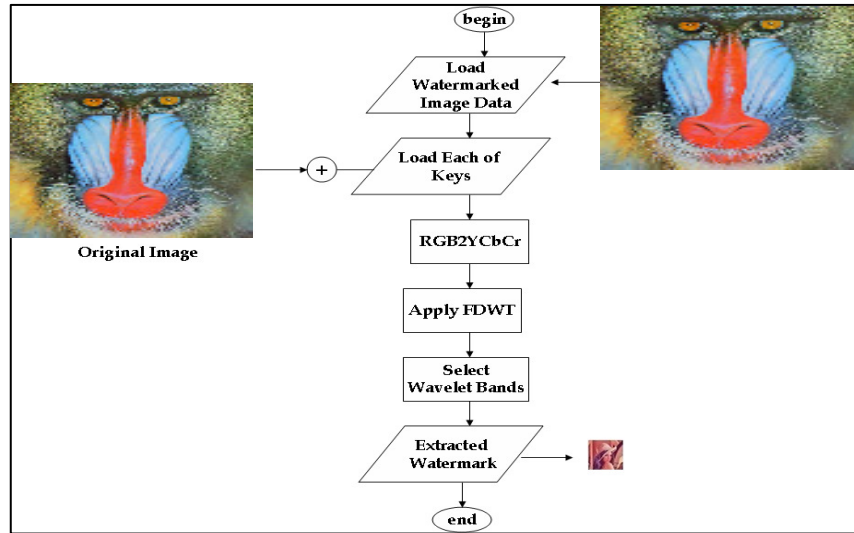 begin
Load
Watermarked
Image Data
Load Each of
Keys
+
Original Image
RGB2YCbCr
Apply FDWT
Select
Wavelet Bands
Extracted
Watermark
end